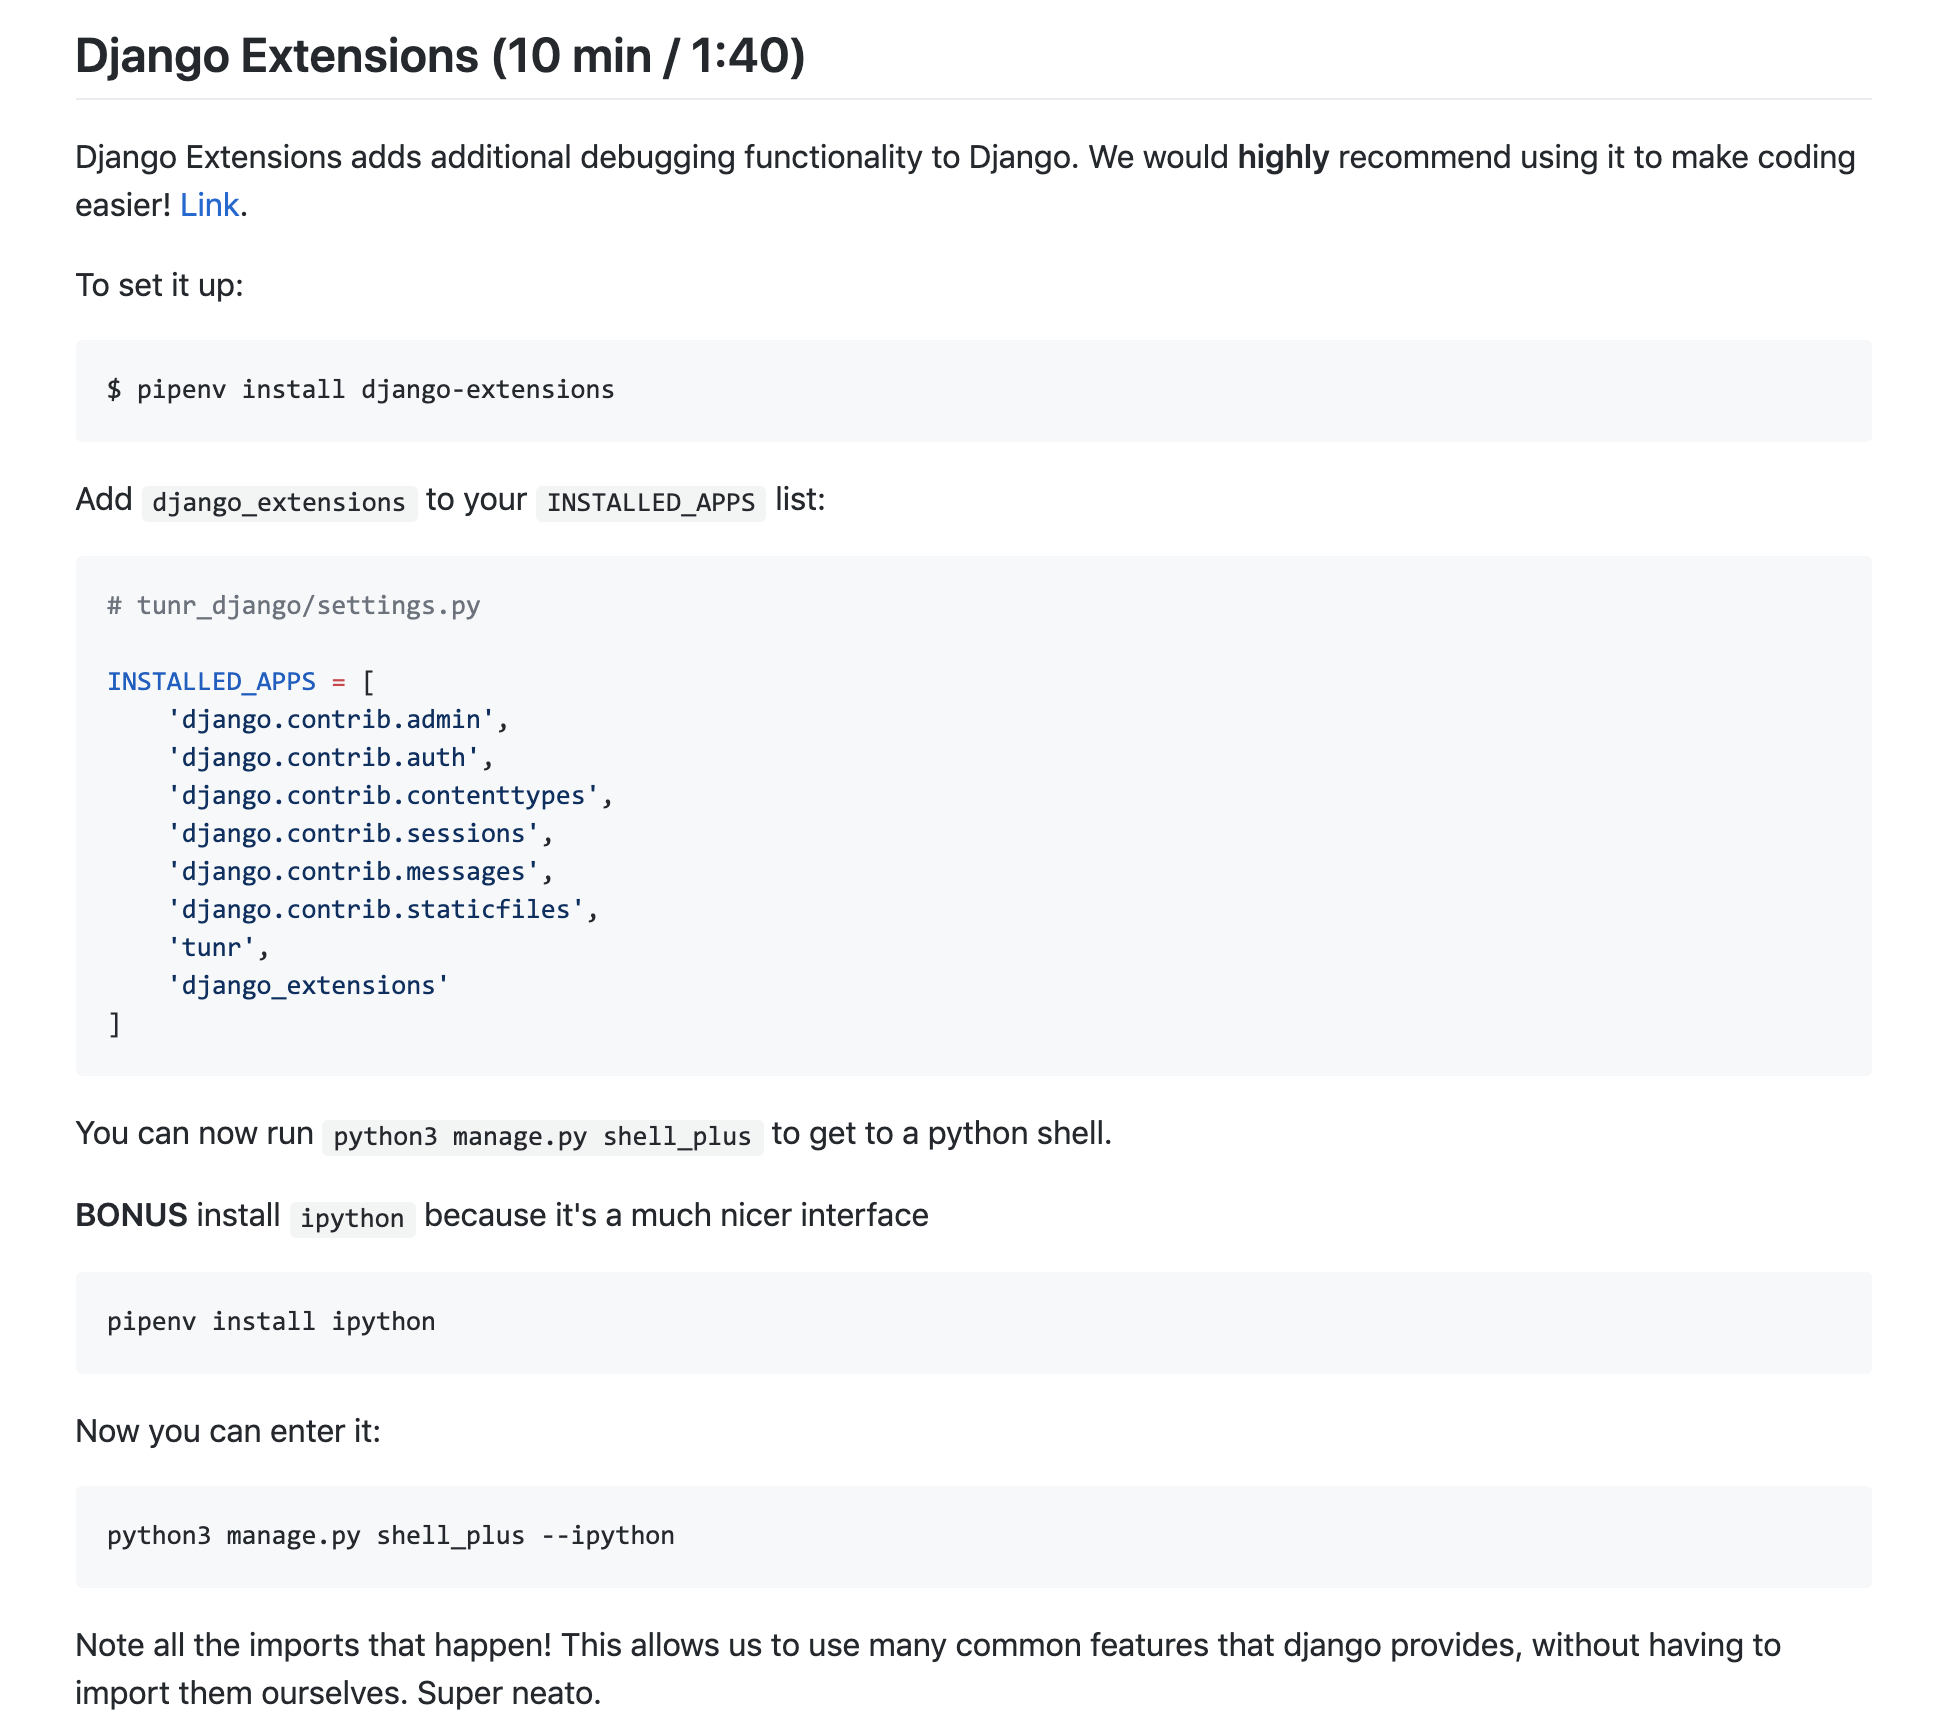 Django Extensions (10 min / 1:40)
Django Extensions adds additional debugging functionality to Django. We would highly recommend using it to make coding
easier! Link.
To set it up:
$ pipenv install django-extensions
Add django_extensions to your INSTALLED_APPS list:
# tunr_django/settings.py
INSTALLED_APPS = [
    'django.contrib.admin',
    'django.contrib.auth',
    'django.contrib.contenttypes',
    'django.contrib.sessions',
    'django.contrib.messages',
    'django.contrib.staticfiles',
    'tunr',
    'django_extensions'
]
You can now run python3 manage.py shell_plus to get to a python shell.
BONUS install ipython because it's a much nicer interface
pipenv install ipython
Now you can enter it:
python3 manage.py shell_plus --ipython
Note all the imports that happen! This allows us to use many common features that django provides, without having to
import them ourselves. Super neato.